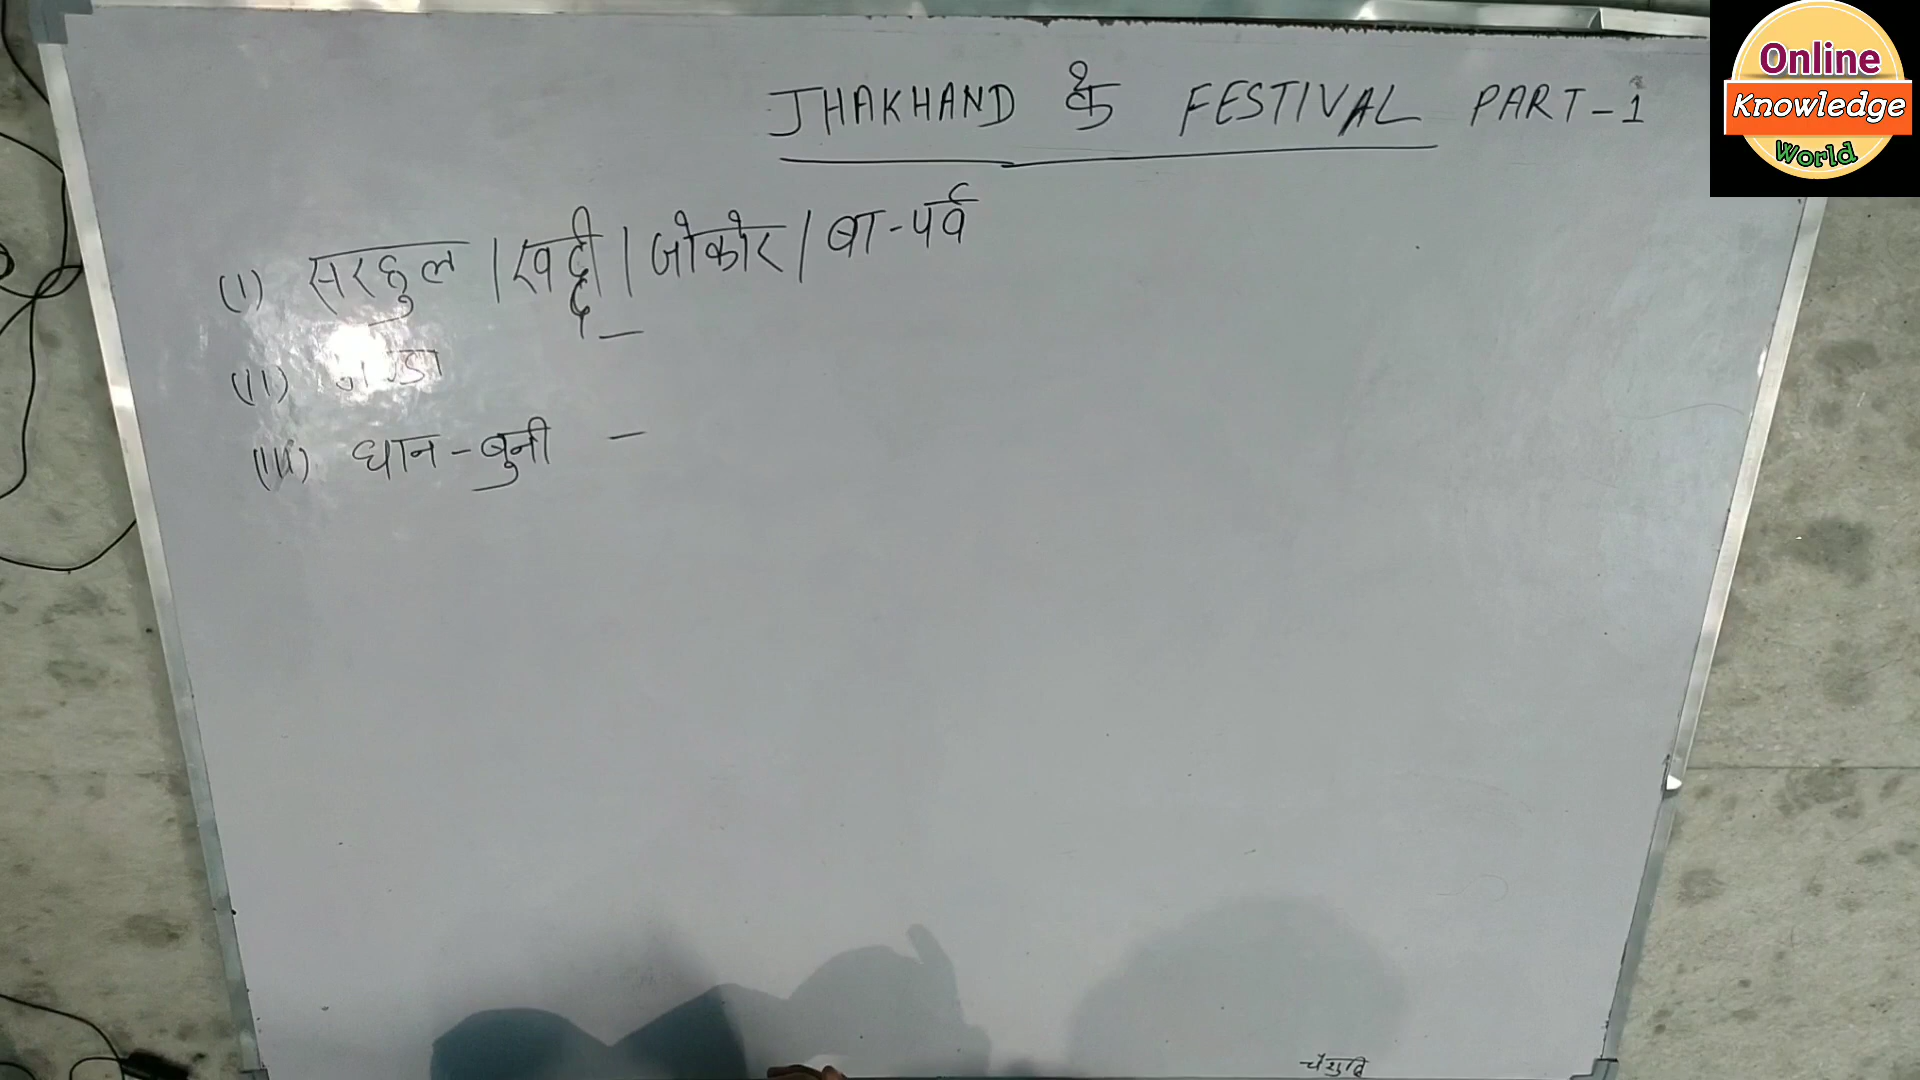 JHAKHAND के FESTIVAL PART-1
(I) सरहुल / खद्दी / जोकोर / बा-पर्व
(II)
(III) धान-बुनी -
Online
Knowledge
World